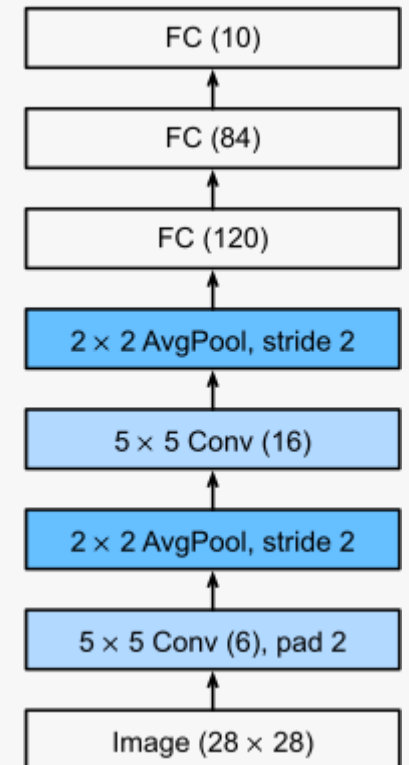 FC (10)
FC (84)
FC (120)
2 × 2 AvgPool, stride 2
5 × 5 Conv (16)
2 × 2 AvgPool, stride 2
5 × 5 Conv (6), pad 2
Image (28 × 28)